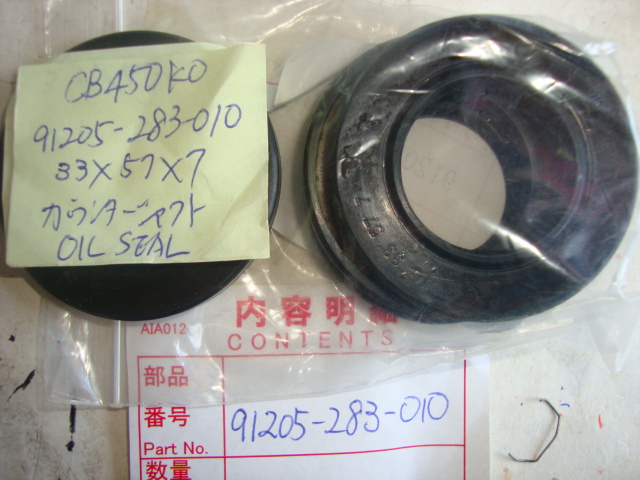 CB450K0
91205-283-010
33×57×7
カウンターシャフト
OIL SEAL
AIA012
内容明細
CONTENTS
部品
番号
Part No.
91205-283-010
数量